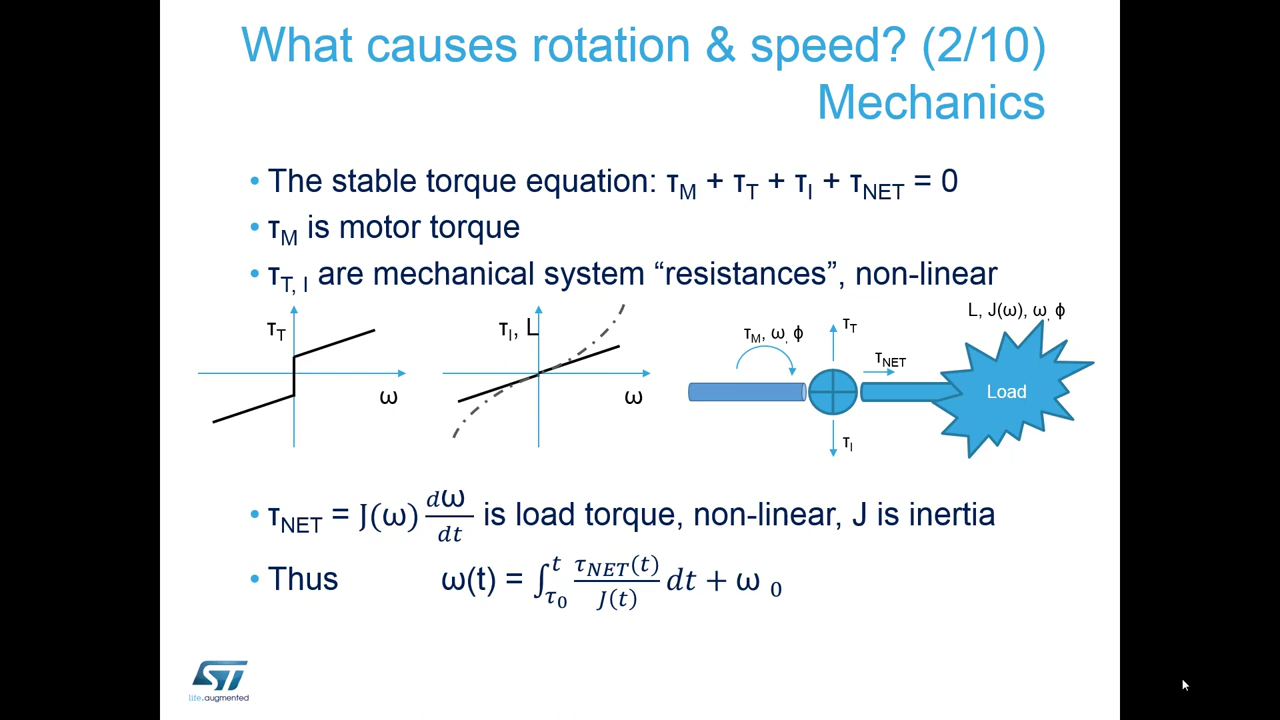 What causes rotation & speed? (2/10)
Mechanics
• The stable torque equation: τM + τT + τI + τNET = 0
• τM is motor torque
• τT, I are mechanical system “resistances”, non-linear
τT
ω
τI, L
ω
τM, ω, ϕ
τT
τNET
τI
L, J(ω), ω, ϕ
Load
• τNET = J(ω) dω/dt is load torque, non-linear, J is inertia
• Thus ω(t) = ∫τ0^t τNET(t)/J(t) dt + ω 0
ST
life.augmented